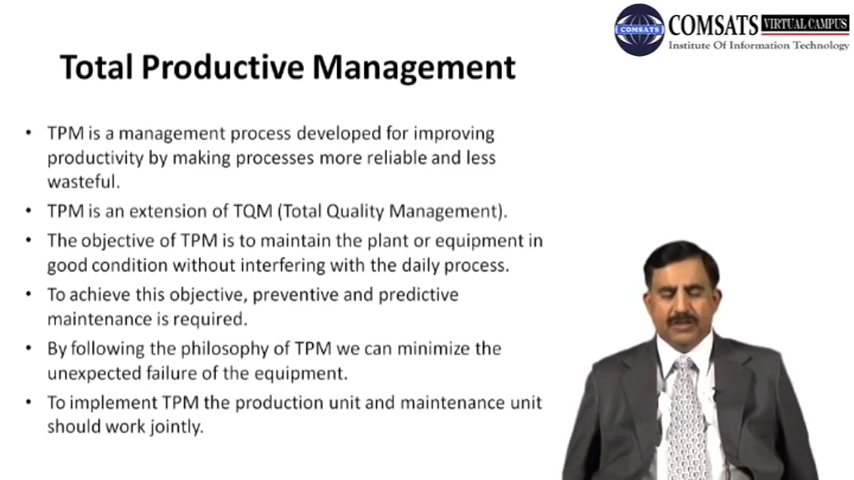 COMSATS
COMSATS VIRTUAL CAMPUS
Institute Of Information Technology
Total Productive Management
• TPM is a management process developed for improving
productivity by making processes more reliable and less
wasteful.
• TPM is an extension of TQM (Total Quality Management).
• The objective of TPM is to maintain the plant or equipment in
good condition without interfering with the daily process.
• To achieve this objective, preventive and predictive
maintenance is required.
• By following the philosophy of TPM we can minimize the
unexpected failure of the equipment.
• To implement TPM the production unit and maintenance unit
should work jointly.